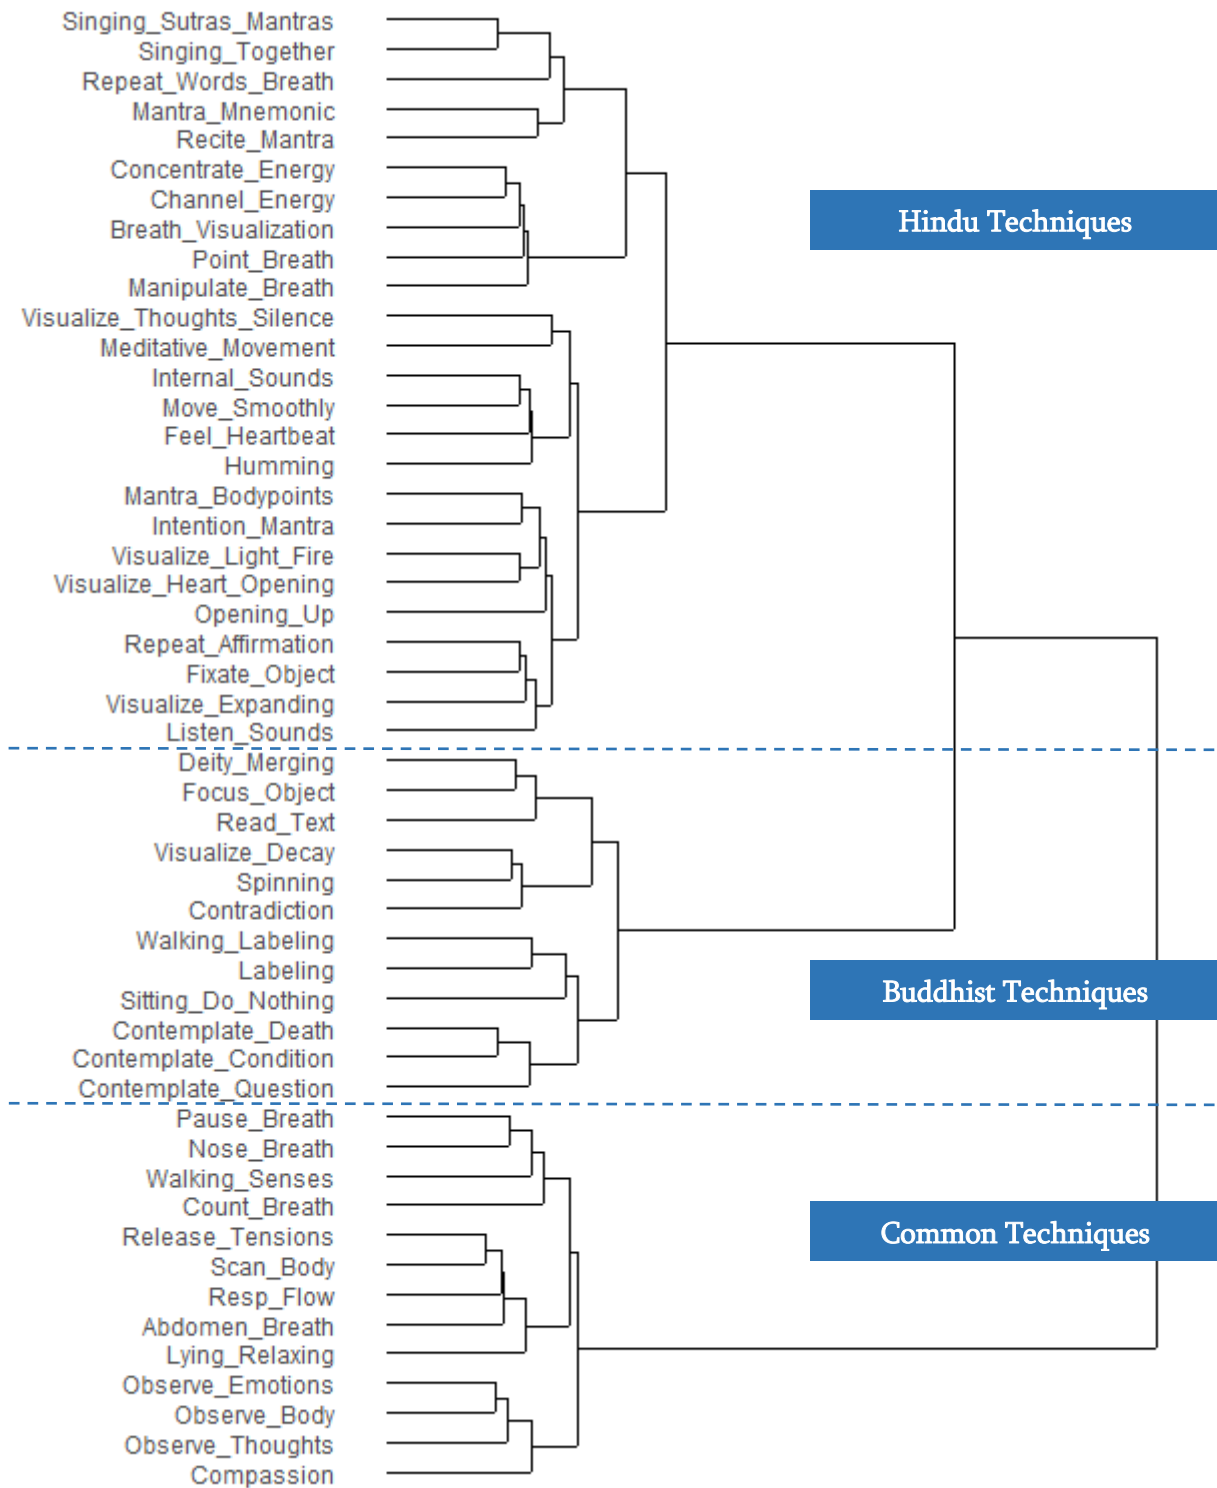 Singing_Sutras_Mantras
Singing_Together
Repeat_Words_Breath
Mantra_Mnemonic
Recite_Mantra
Concentrate_Energy
Channel_Energy
Breath_Visualization
Point_Breath
Manipulate_Breath
Visualize_Thoughts_Silence
Meditative_Movement
Internal_Sounds
Move_Smoothly
Feel_Heartbeat
Humming
Mantra_Bodypoints
Intention_Mantra
Visualize_Light_Fire
Visualize_Heart_Opening
Opening_Up
Repeat_Affirmation
Fixate_Object
Visualize_Expanding
Listen_Sounds
Hindu Techniques
Deity_Merging
Focus_Object
Read_Text
Visualize_Decay
Spinning
Contradiction
Walking_Labeling
Labeling
Sitting_Do_Nothing
Contemplate_Death
Contemplate_Condition
Contemplate_Question
Buddhist Techniques
Pause_Breath
Nose_Breath
Walking_Senses
Count_Breath
Release_Tensions
Scan_Body
Resp_Flow
Abdomen_Breath
Lying_Relaxing
Observe_Emotions
Observe_Body
Observe_Thoughts
Compassion
Common Techniques